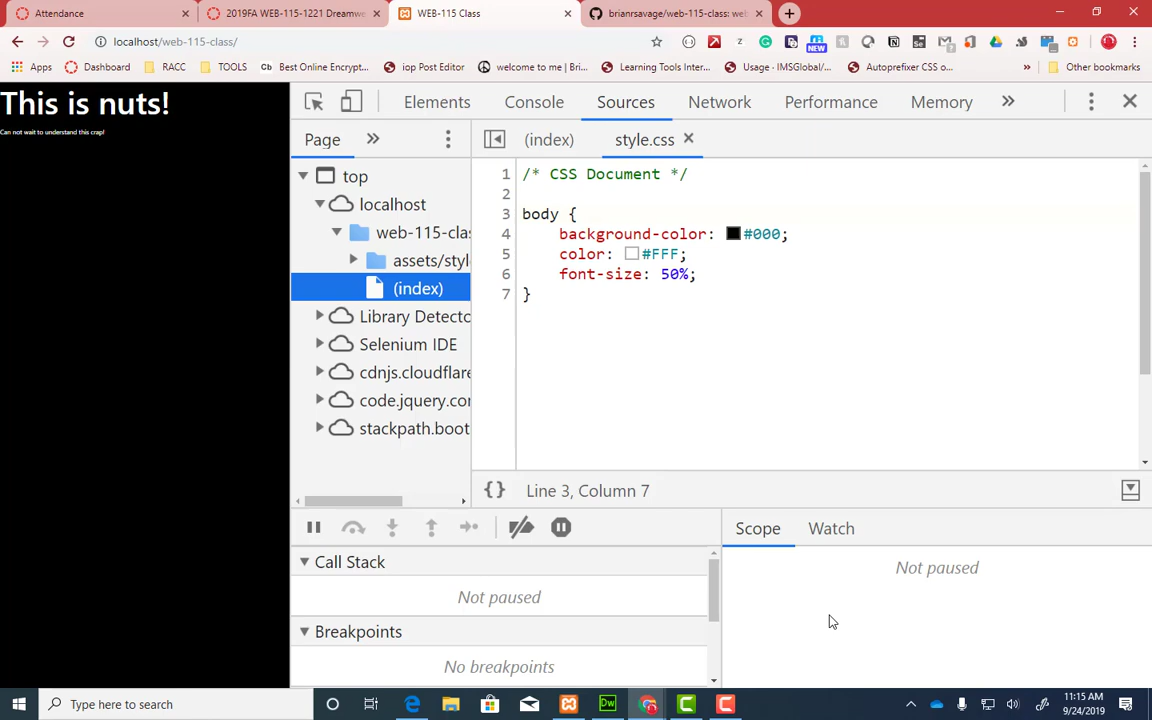 Attendance
2019FA WEB-115-1221 Dreamwe
WEB-115 Class
brianrsavage/web-115-class: web
localhost/web-115-class/
NEW
Apps
Dashboard
RACC
TOOLS
Cb Best Online Encrypt...
iop Post Editor
welcome to me | Bri...
Learning Tools Inter...
Usage · IMSGlobal/...
Autoprefixer CSS o...
»
Other bookmarks
This is nuts!
Can not wait to understand this crap!
Elements
Console
Sources
Network
Performance
Memory
»
Page
»
(index)
style.css
top
localhost
web-115-clas
assets/styl
(index)
Library Detecto
Selenium IDE
cdnjs.cloudflare
code.jquery.com
stackpath.boot
1 /* CSS Document */
2
3 body {
4 background-color: #000;
5 color: #FFF;
6 font-size: 50%;
7 }
{} Line 3, Column 7
Scope
Watch
Call Stack
Not paused
Not paused
Breakpoints
No breakpoints
Type here to search
Dw
11:15 AM
9/24/2019